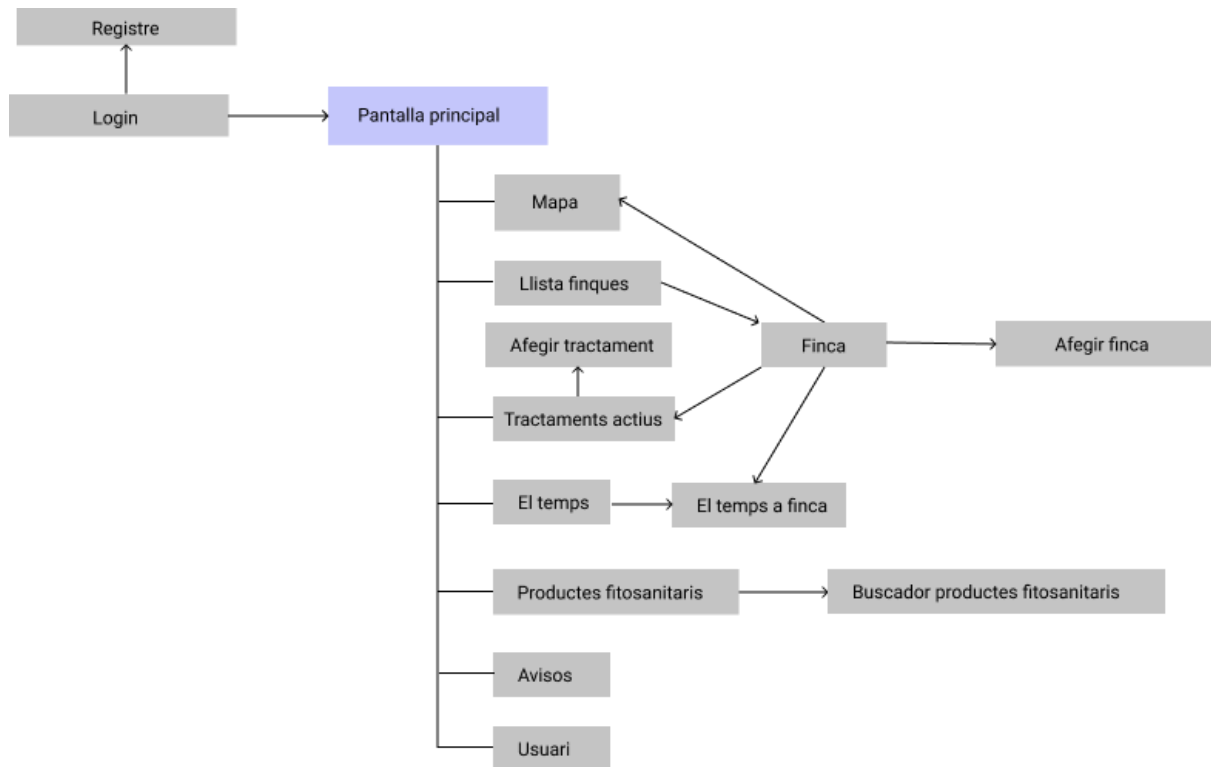 Registre
Login
Pantalla principal
Mapa
Llista finques
Afegir tractament
Finca
Afegir finca
Tractaments actius
El temps
El temps a finca
Productes fitosanitaris
Buscador productes fitosanitaris
Avisos
Usuari